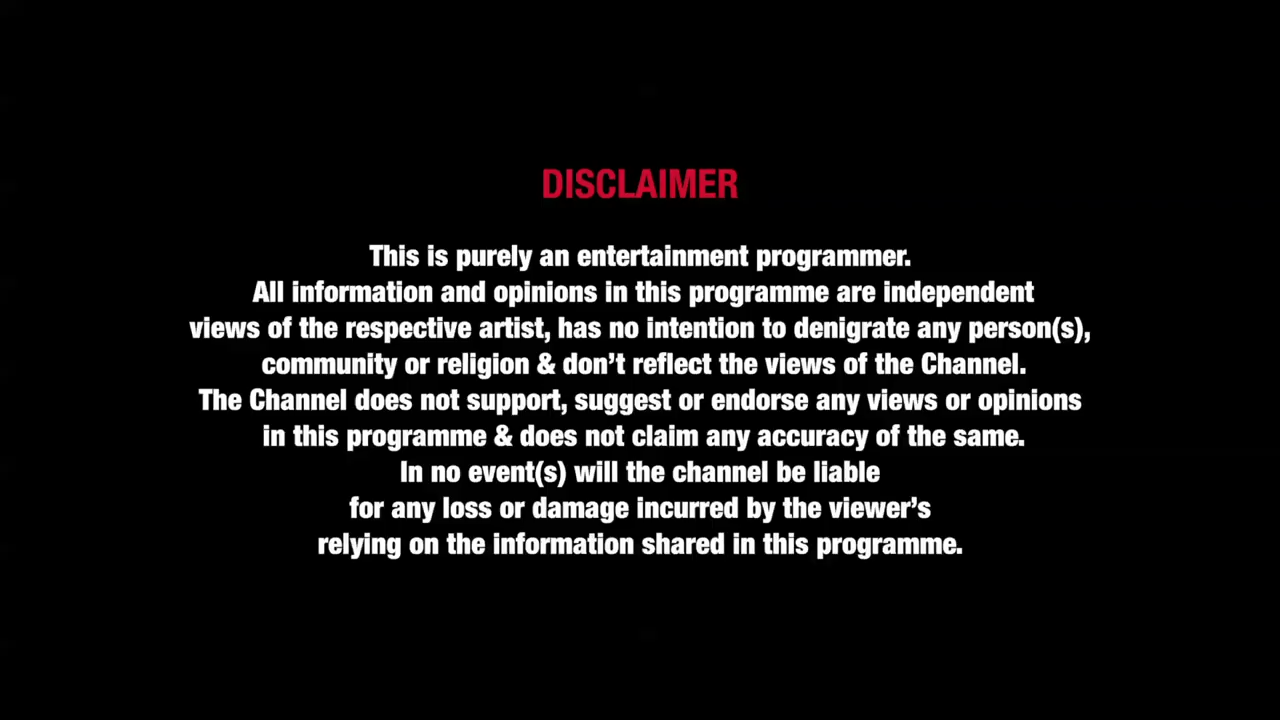 DISCLAIMER
This is purely an entertainment programmer.
All information and opinions in this programme are independent
views of the respective artist, has no intention to denigrate any person(s),
community or religion & don’t reflect the views of the Channel.
The Channel does not support, suggest or endorse any views or opinions
in this programme & does not claim any accuracy of the same.
In no event(s) will the channel be liable
for any loss or damage incurred by the viewer’s
relying on the information shared in this programme.